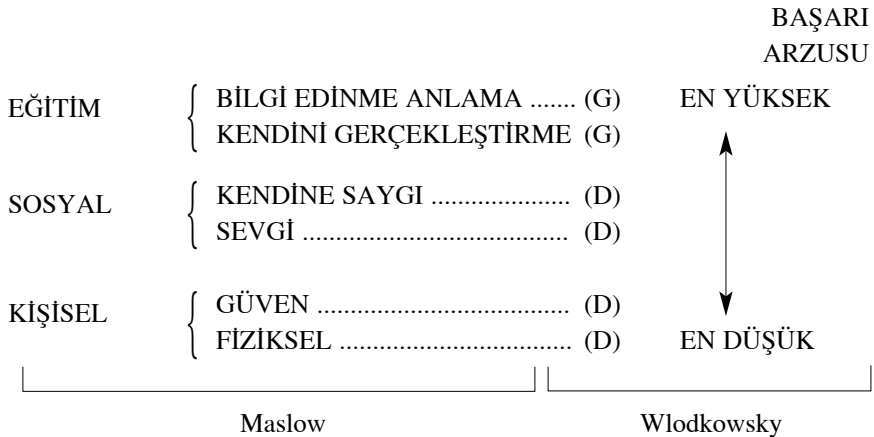 BAŞARI
ARZUSU
EĞİTİM
BİLGİ EDİNME ANLAMA ....... (G) EN YÜKSEK
KENDİNİ GERÇEKLEŞTİRME (G)
SOSYAL
KENDİNE SAYGI ...................... (D)
SEVGİ .......................................... (D)
KİŞİSEL
GÜVEN ........................................ (D)
FİZİKSEL ..................................... (D) EN DÜŞÜK
Maslow Wlodkowsky